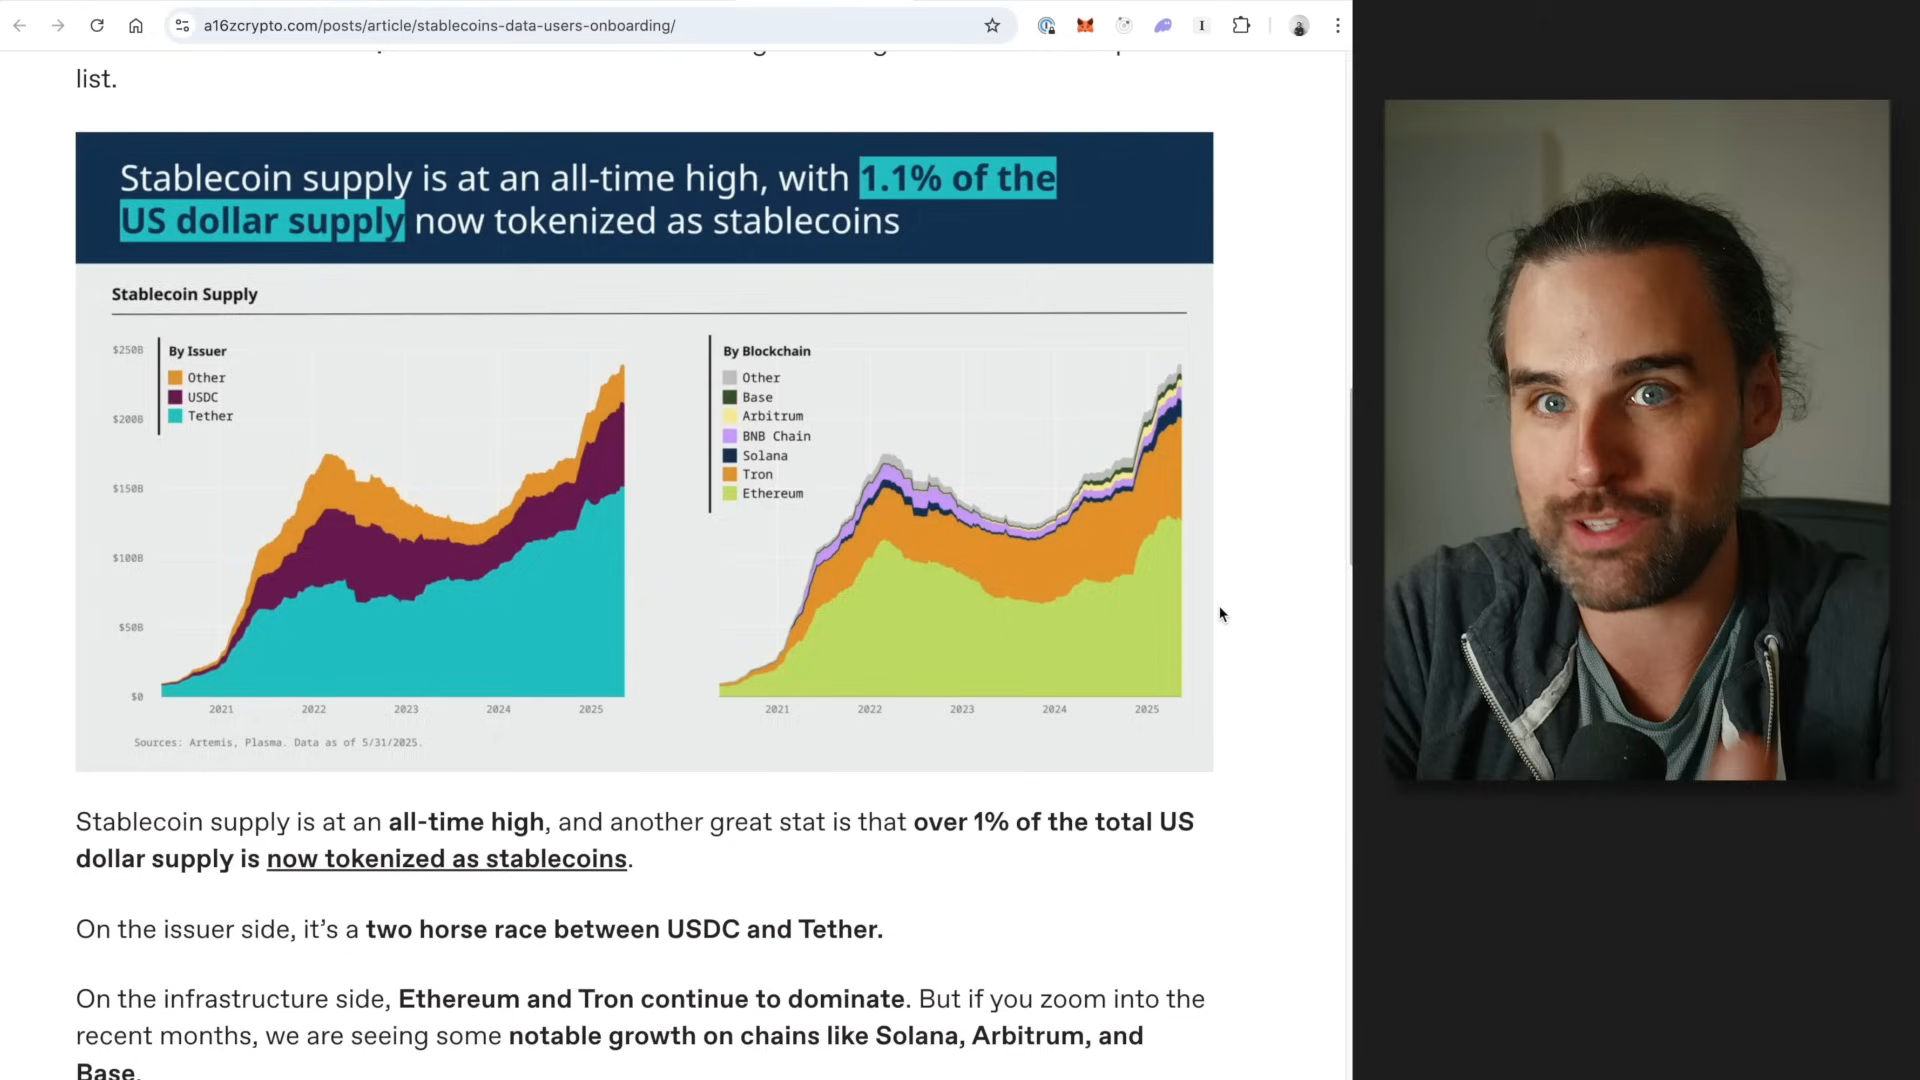 a16zcrypto.com/posts/article/stablecoins-data-users-onboarding/
list.
Stablecoin supply is at an all-time high, with 1.1% of the
US dollar supply now tokenized as stablecoins
Stablecoin Supply
By Issuer
Other
USDC
Tether
$250B
$200B
$150B
$100B
$50B
$0
2021 2022 2023 2024 2025
By Blockchain
Other
Base
Arbitrum
BNB Chain
Solana
Tron
Ethereum
2021 2022 2023 2024 2025
Sources: Artemis, Plasma. Data as of 5/31/2025.
Stablecoin supply is at an all-time high, and another great stat is that over 1% of the total US
dollar supply is now tokenized as stablecoins.
On the issuer side, it’s a two horse race between USDC and Tether.
On the infrastructure side, Ethereum and Tron continue to dominate. But if you zoom into the
recent months, we are seeing some notable growth on chains like Solana, Arbitrum, and
Base.